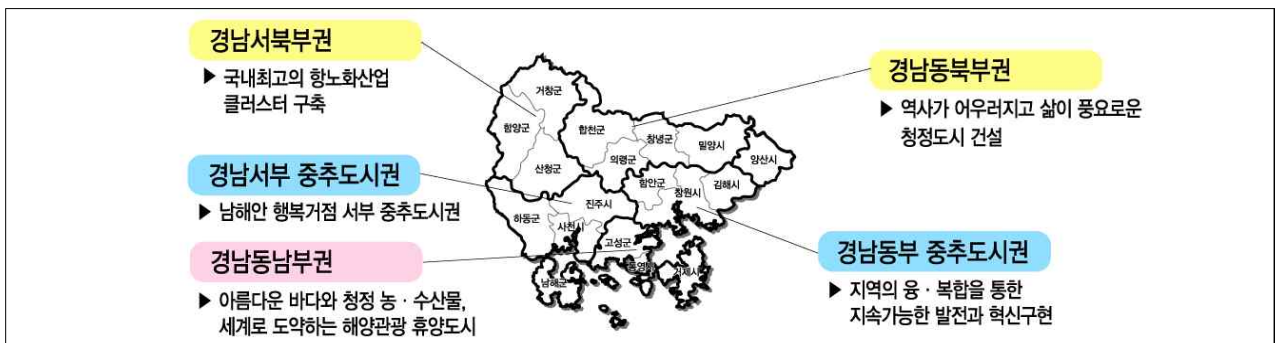 경남서북부권
▶ 국내최고의 항노화산업
클러스터 구축
경남서부 중추도시권
▶ 남해안 행복거점 서부 중추도시권
경남동남부권
▶ 아름다운 바다와 청정 농·수산물,
세계로 도약하는 해양관광 휴양도시
거창군
함양군
합천군
창녕군
밀양시
산청군
의령군
양산시
함안군
창원시
김해시
진주시
하동군
사천시
고성군
통영시
거제시
남해군
경남동북부권
▶ 역사가 어우러지고 삶이 풍요로운
청정도시 건설
경남동부 중추도시권
▶ 지역의 융·복합을 통한
지속가능한 발전과 혁신구현